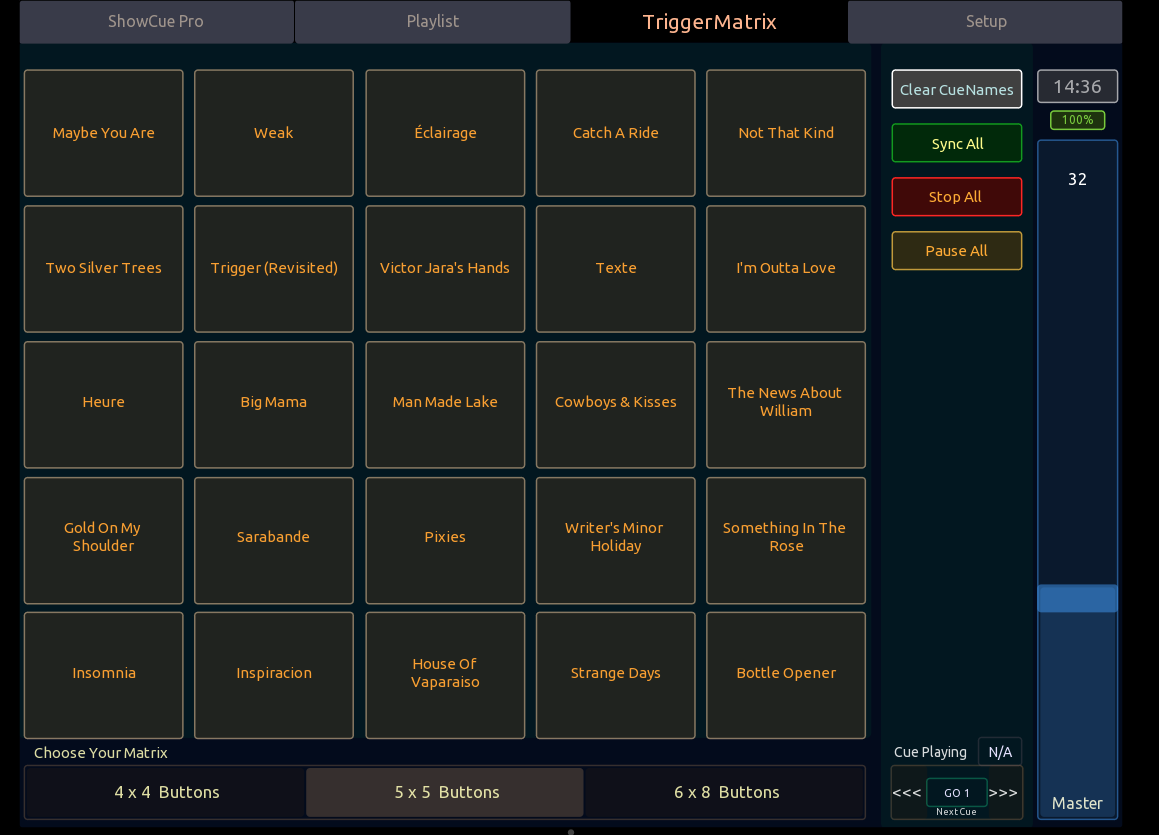 ShowCue Pro
Playlist
TriggerMatrix
Setup
Maybe You Are
Weak
Éclairage
Catch A Ride
Not That Kind
Clear CueNames
14:36
100%
Sync All
32
Stop All
Pause All
Two Silver Trees
Trigger (Revisited)
Victor Jara's Hands
Texte
I'm Outta Love
Heure
Big Mama
Man Made Lake
Cowboys & Kisses
The News About
William
Gold On My
Shoulder
Sarabande
Pixies
Writer's Minor
Holiday
Something In The
Rose
Insomnia
Inspiracion
House Of
Vaparaiso
Strange Days
Bottle Opener
Choose Your Matrix
4 x 4 Buttons
5 x 5 Buttons
6 x 8 Buttons
Cue Playing
N/A
<<<
GO 1
>>>
Next Cue
Master